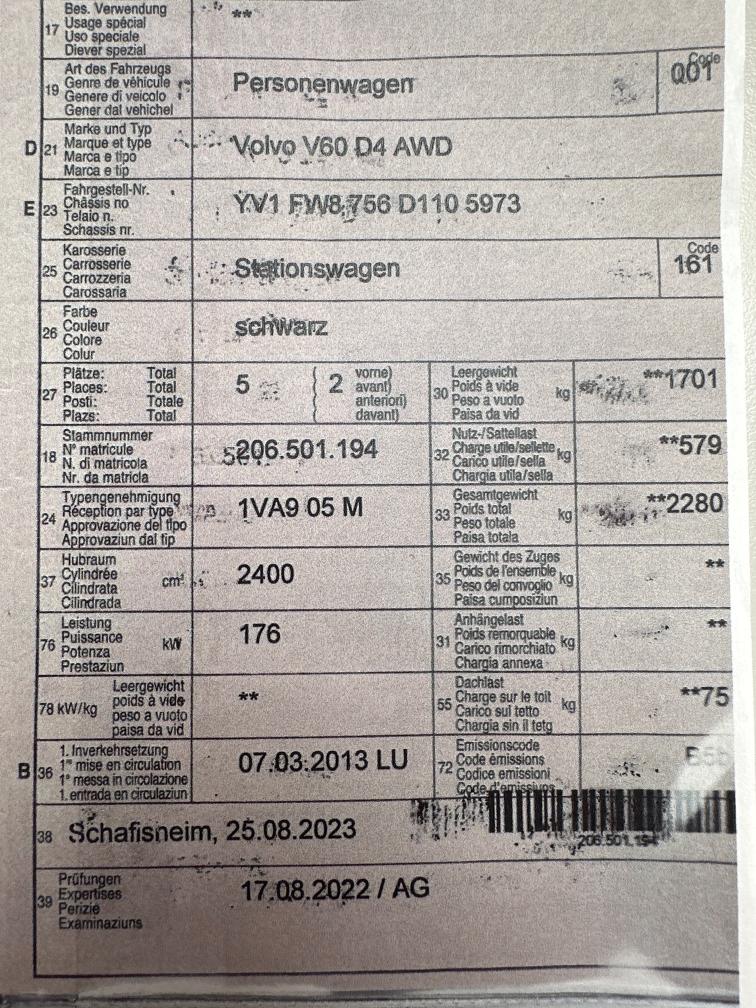 17 Bes. Verwendung **
Usage spécial
Uso speciale
Diever spezial
19 Art des Fahrzeugs Personenwagen Code 001
Genre de véhicule
Genere di veicolo
Gener dal vehichel
D 21 Marke und Typ Volvo V60 D4 AWD
Marque et type
Marca e tipo
Marca e tip
E 23 Fahrgestell-Nr. YV1 FW8 756 D110 5973
Châssis no
Telaio n.
Schassis nr.
25 Karosserie Stationswagen Code 161
Carrosserie
Carrozzeria
Carossaria
26 Farbe schwarz
Couleur
Colore
Colur
27 Plätze: Total 5 ( 2 vorne)
Places: Total avant)
Posti: Totale anteriori)
Plazs: Total davant)
30 Leergewicht kg **1701
Poids à vide
Peso a vuoto
Paisa da vid
18 Stammnummer 206.501.194
N° matricule
N. di matricola
Nr. da matricla
32 Nutz-/Sattellast kg **579
Charge utile/sellette
Carico utile/sella
Chargia utila/sella
24 Typengenehmigung 1VA9 05 M
Réception par type
Approvazione del tipo
Approvaziun dal tip
33 Gesamtgewicht kg **2280
Poids total
Peso totale
Paisa totala
37 Hubraum cm³ 2400
Cylindrée
Cilindrata
Cilindrada
35 Gewicht des Zuges kg **
Poids de l'ensemble
Peso del convoglio
Paisa cumposiziun
76 Leistung kW 176
Puissance
Potenza
Prestaziun
31 Anhängelast kg **
Poids remorquable
Carico rimorchiato
Chargia annexa
78 kW/kg Leergewicht **
poids à vide
peso a vuoto
paisa da vid
55 Dachlast kg **75
Charge sur le toit
Carico sul tetto
Chargia sin il tetg
B 36 1. Inverkehrsetzung 07.03.2013 LU
1re mise en circulation
1a messa in circolazione
1. entrada en circulaziun
72 Emissionscode B5b
Code émissions
Codice emissioni
Code d'emissiuns
38 Schafisheim, 25.08.2023
206.501.194
39 Prüfungen 17.08.2022 / AG
Expertises
Perizie
Examinaziuns